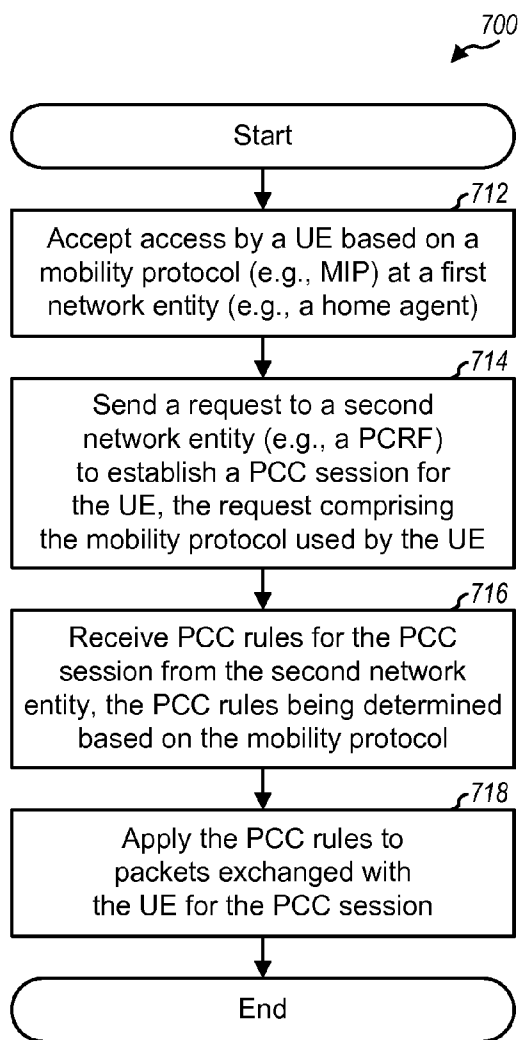 700
Start
712
Accept access by a UE based on a
mobility protocol (e.g., MIP) at a first
network entity (e.g., a home agent)
714
Send a request to a second
network entity (e.g., a PCRF)
to establish a PCC session for
the UE, the request comprising
the mobility protocol used by the UE
716
Receive PCC rules for the PCC
session from the second network
entity, the PCC rules being determined
based on the mobility protocol
718
Apply the PCC rules to
packets exchanged with
the UE for the PCC session
End